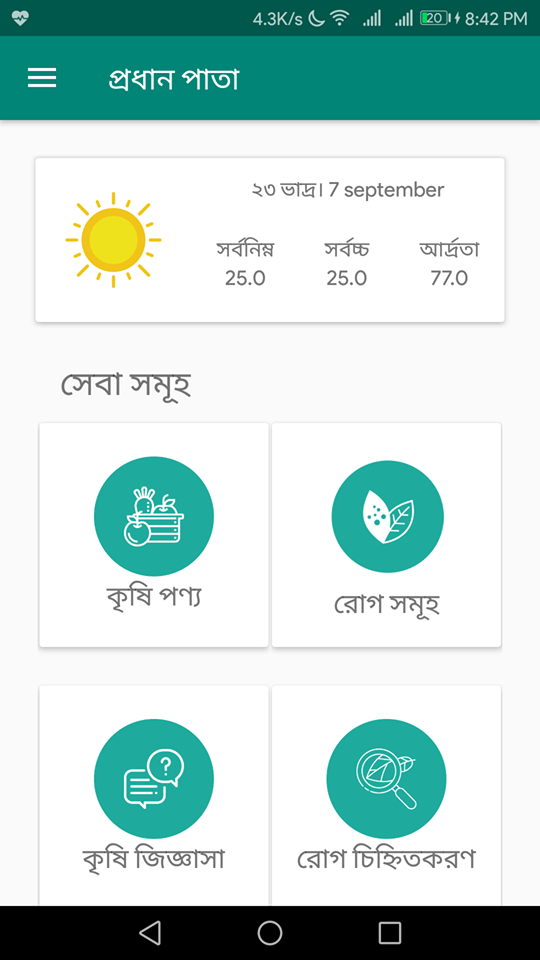 4.3K/s 20 8:42 PM
প্রধান পাতা
২৩ ভাদ্র। 7 september
সর্বনিম্ন সর্বচ্চ আর্দ্রতা
25.0 25.0 77.0
সেবা সমূহ
কৃষি পণ্য রোগ সমূহ
কৃষি জিজ্ঞাসা রোগ চিহ্নিতকরণ